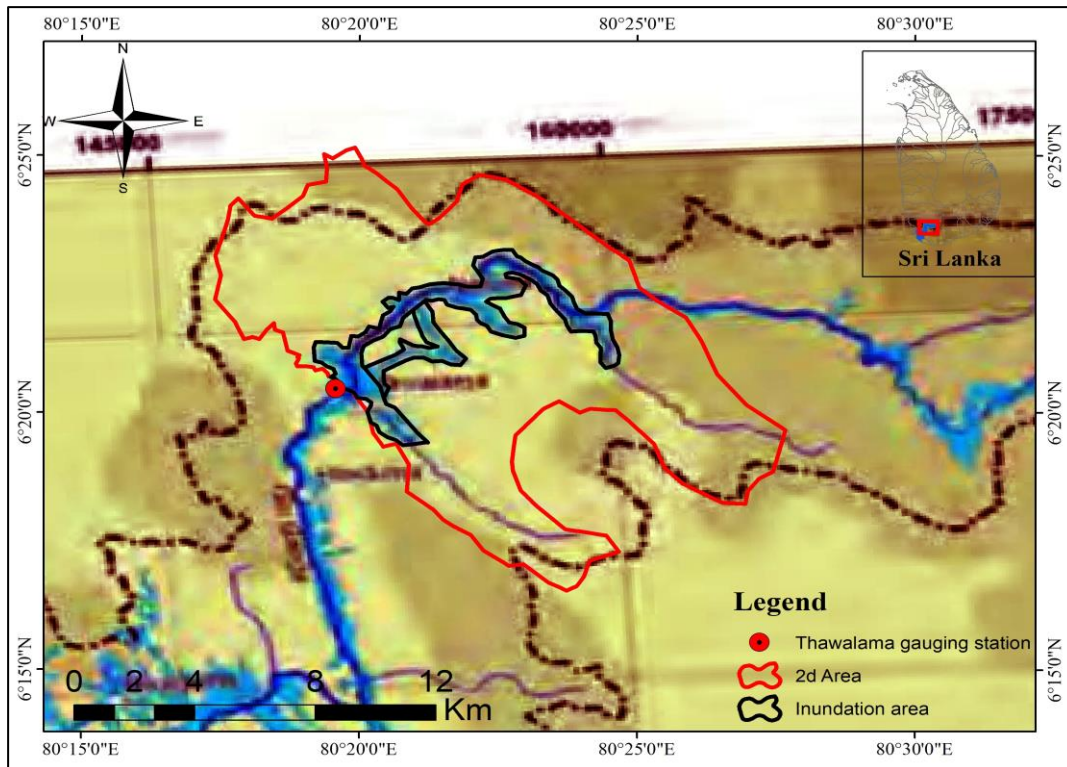 80°15'0"E 80°20'0"E 80°25'0"E 80°30'0"E
N
W E
S
145000 160000 1750
6°25'0"N 6°25'0"N
Sri Lanka
6°20'0"N 6°20'0"N
Legend
Thawalama gauging station
2d Area
Inundation area
6°15'0"N 6°15'0"N
0 2 4 8 12
Km
80°15'0"E 80°20'0"E 80°25'0"E 80°30'0"E